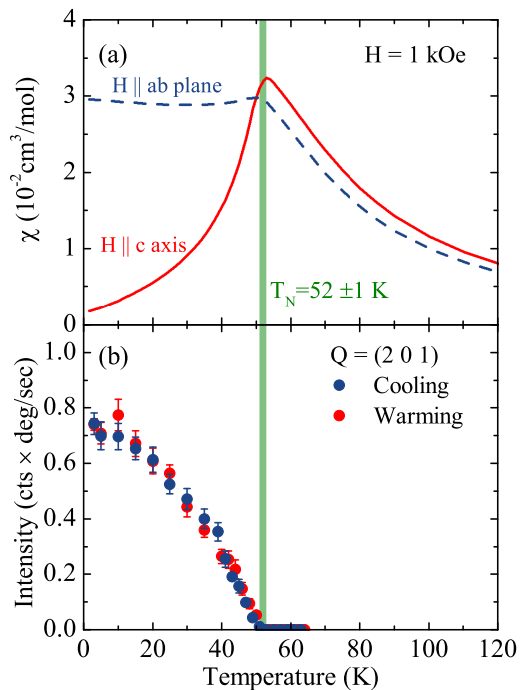 (a)
H = 1 kOe
H || ab plane
H || c axis
T_N=52 ±1 K
χ (10⁻²cm³/mol)
4
3
2
1
0
(b)
Q = (2 0 1)
Cooling
Warming
Intensity (cts × deg/sec)
1.0
0.8
0.6
0.4
0.2
0.0
0 20 40 60 80 100 120
Temperature (K)